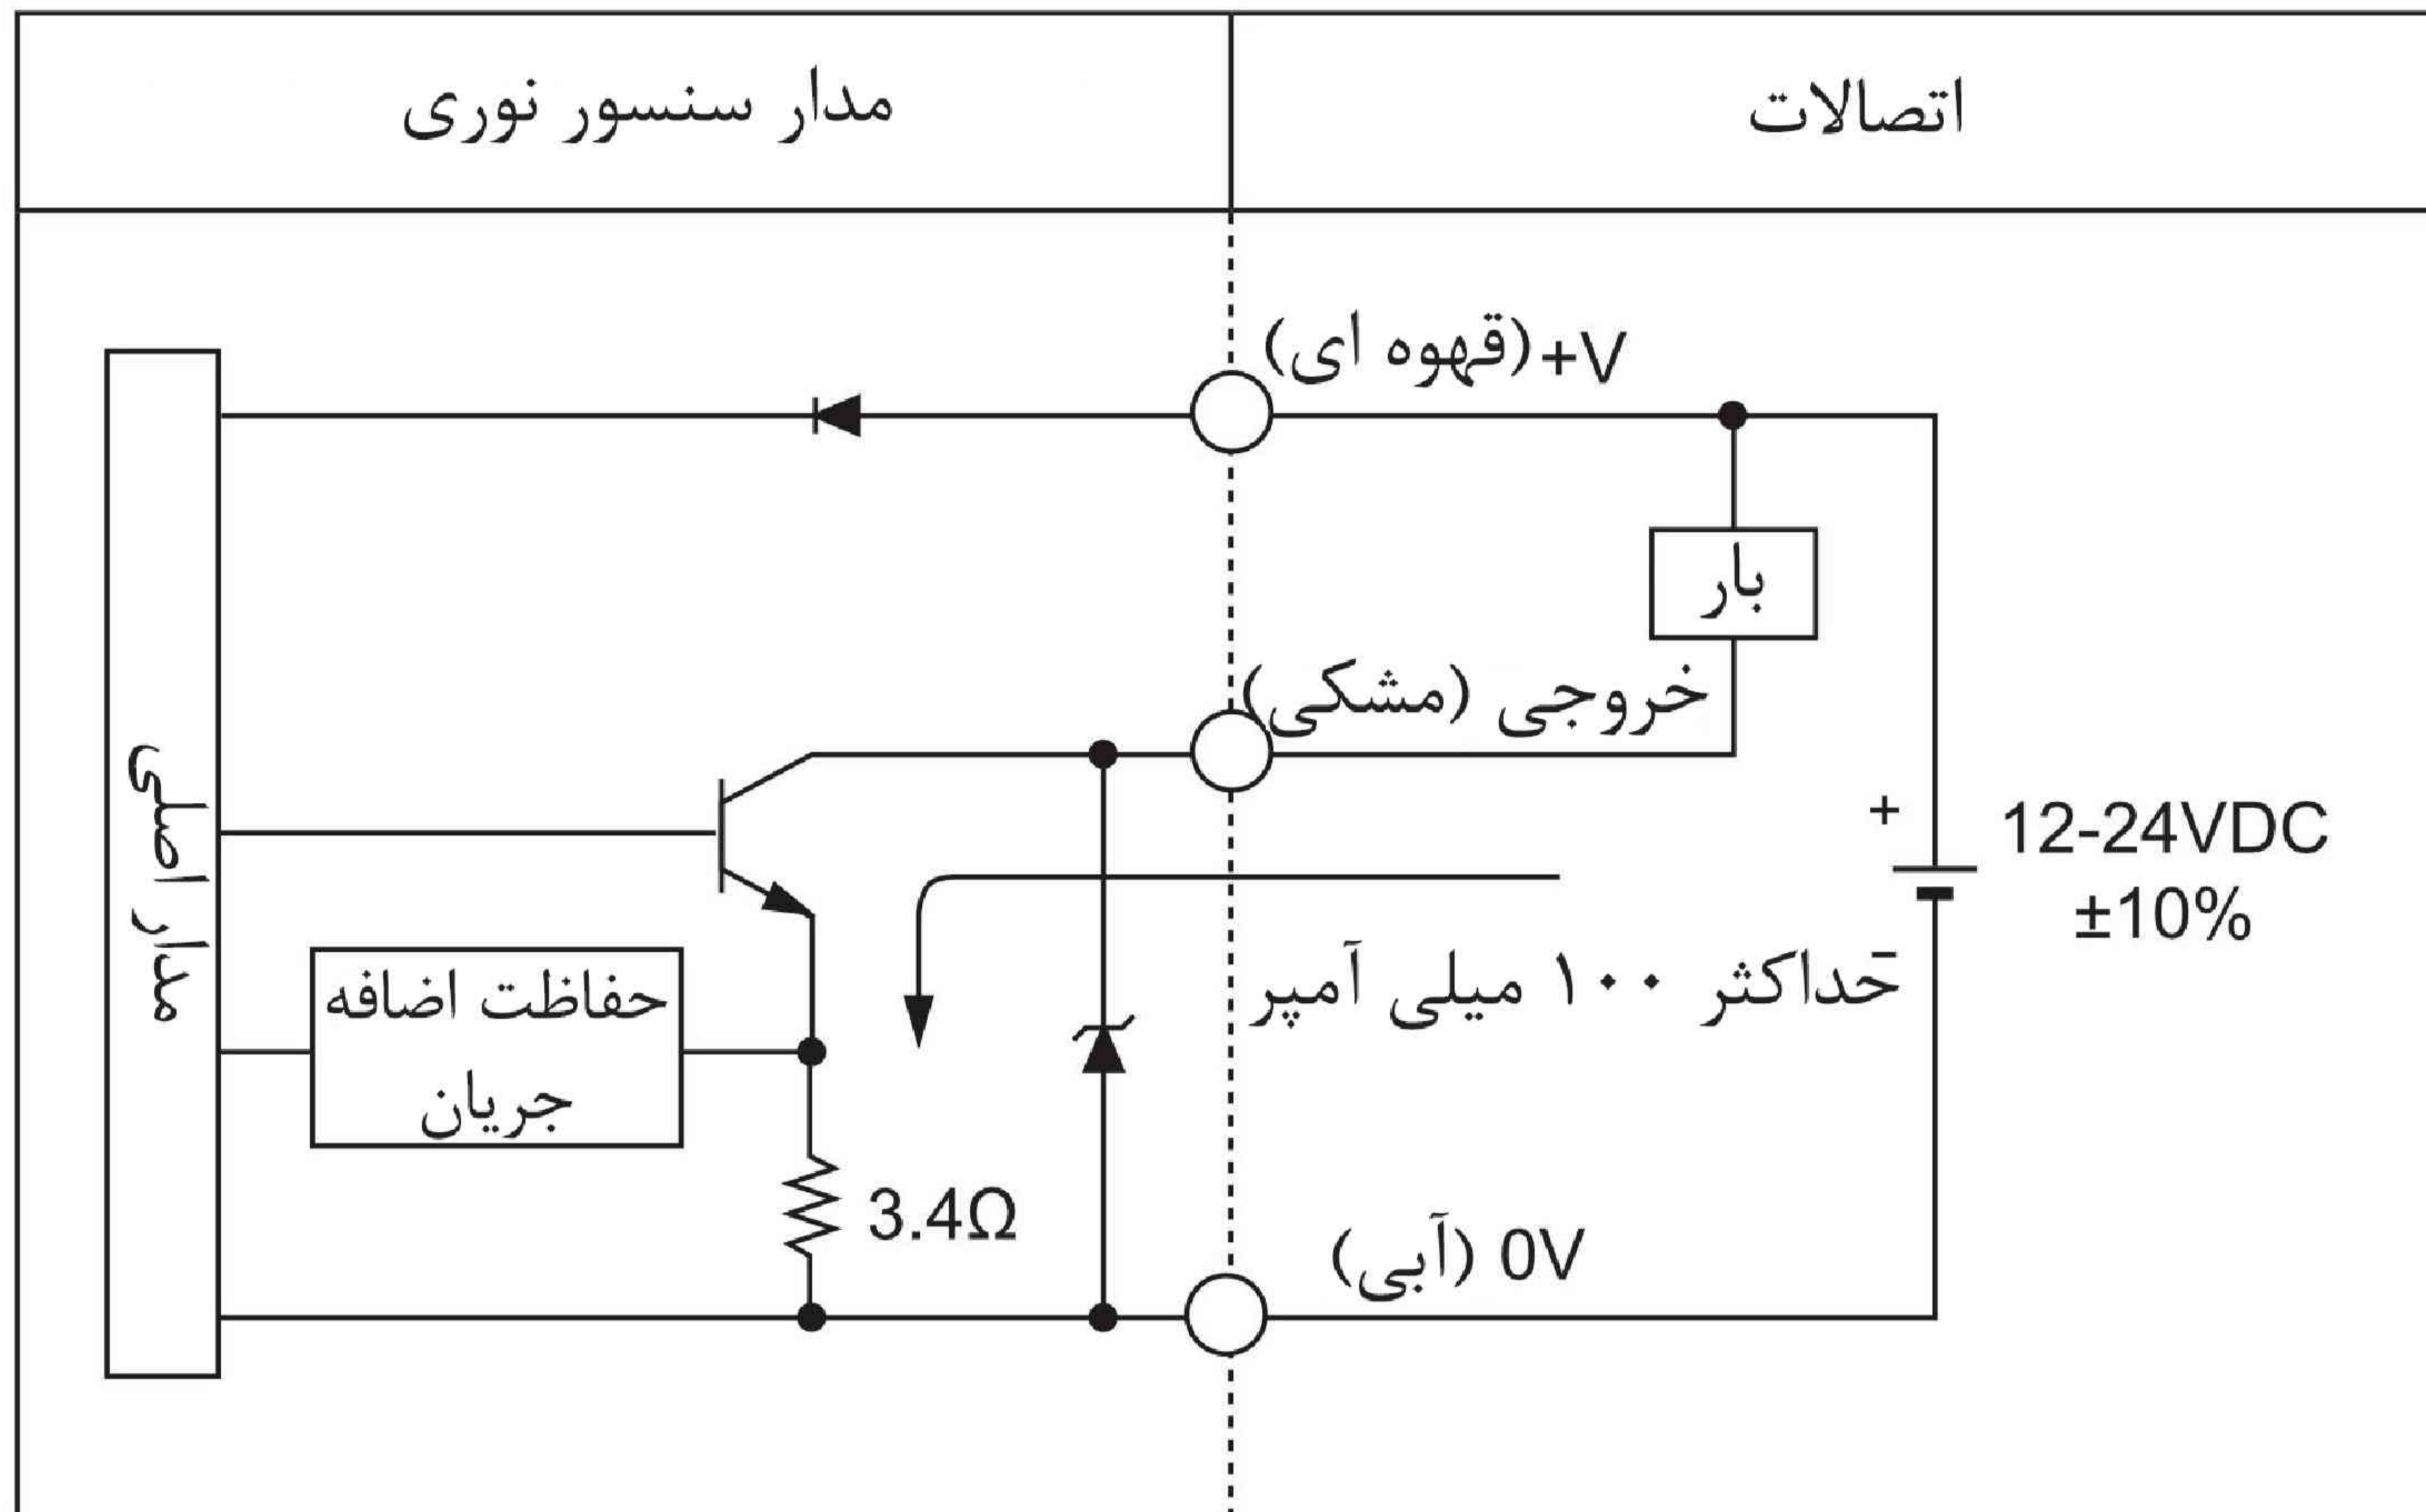 مدار سنسور نوری
اتصالات
(قهوه ای)+V
بار
خروجی (مشکی)
+
12-24VDC
±10%
-
حداکثر ۱۰۰ میلی آمپر
مدار اصلی
حفاظت اضافه
جریان
3.4Ω
(آبی) 0V